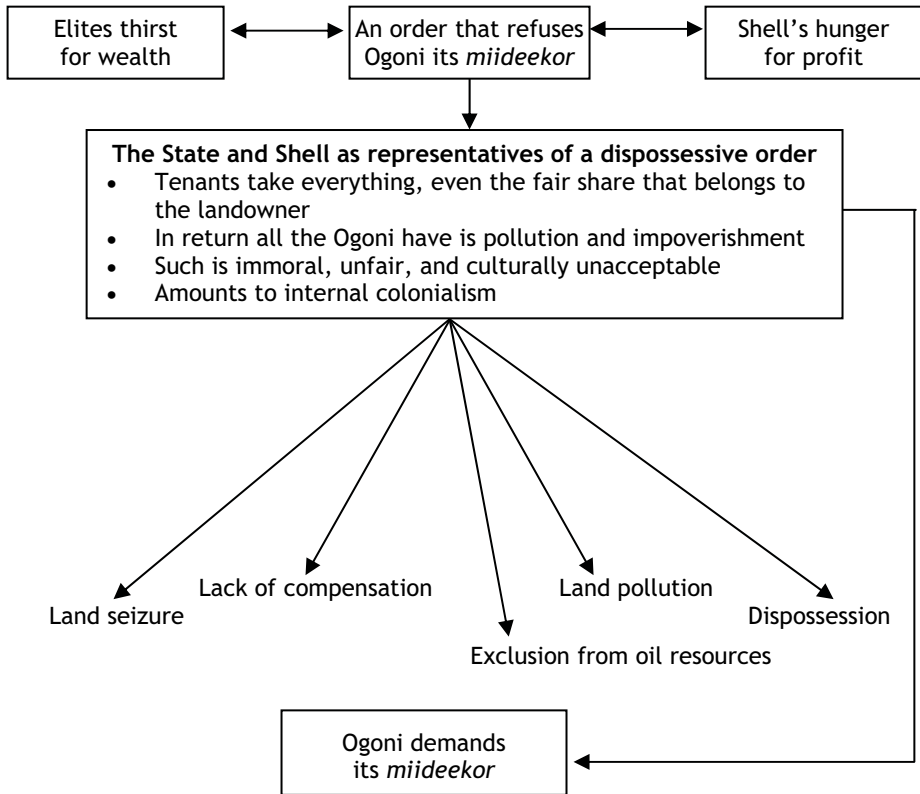 Elites thirst
for wealth
An order that refuses
Ogoni its miideekor
Shell’s hunger
for profit
The State and Shell as representatives of a dispossessive order
• Tenants take everything, even the fair share that belongs to
the landowner
• In return all the Ogoni have is pollution and impoverishment
• Such is immoral, unfair, and culturally unacceptable
• Amounts to internal colonialism
Land seizure
Lack of compensation
Exclusion from oil resources
Land pollution
Dispossession
Ogoni demands
its miideekor